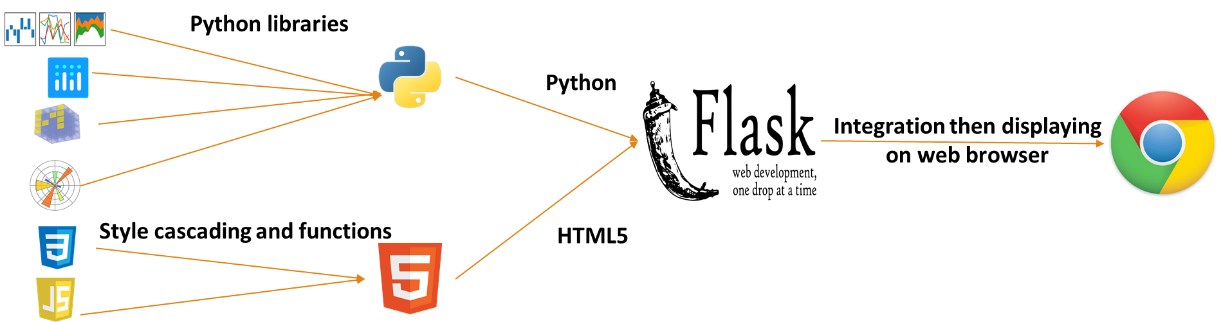 Python libraries
Python
Flask
web development,
one drop at a time
Integration then displaying
on web browser
Style cascading and functions
HTML5
3
JS
5